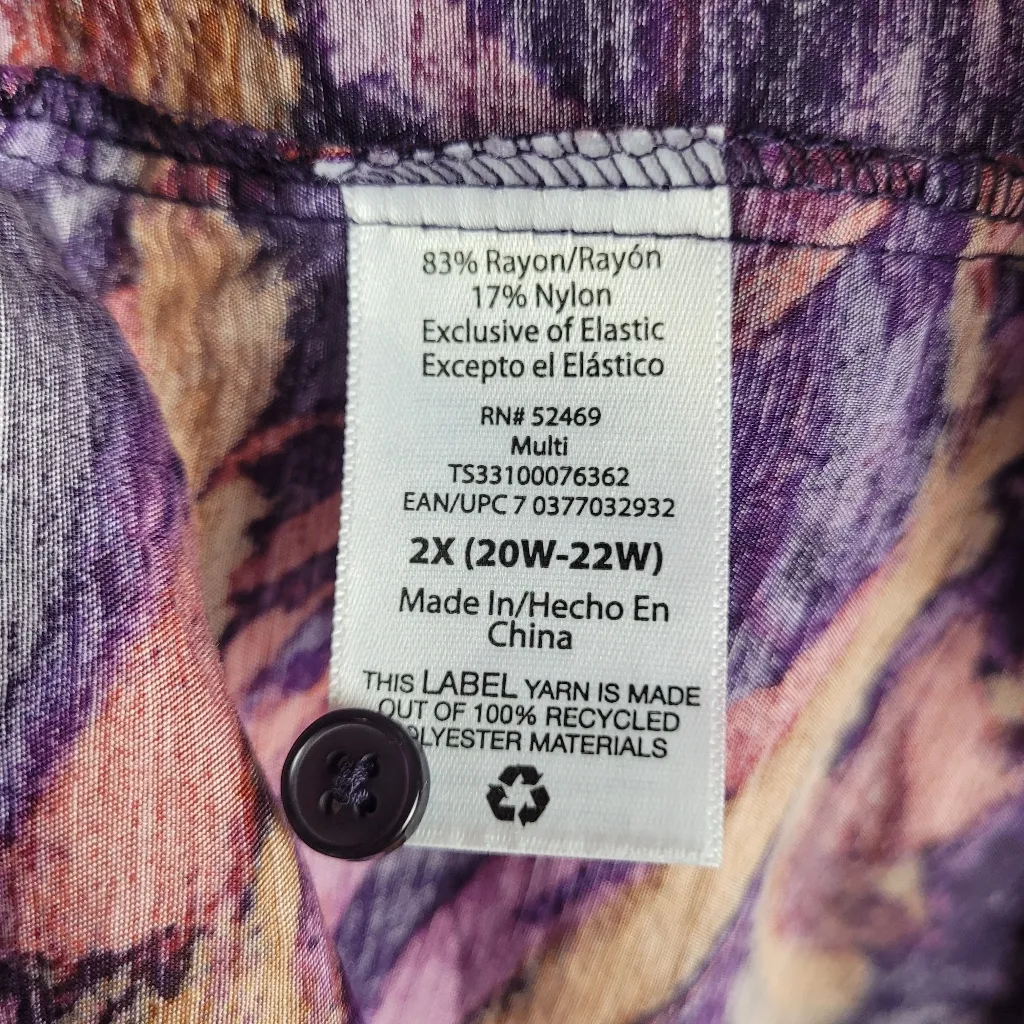 83% Rayon/Rayón
17% Nylon
Exclusive of Elastic
Excepto el Elástico
RN# 52469
Multi
TS33100076362
EAN/UPC 7 0377032932
2X (20W-22W)
Made In/Hecho En
China
THIS LABEL YARN IS MADE
OUT OF 100% RECYCLED
OLYESTER MATERIALS